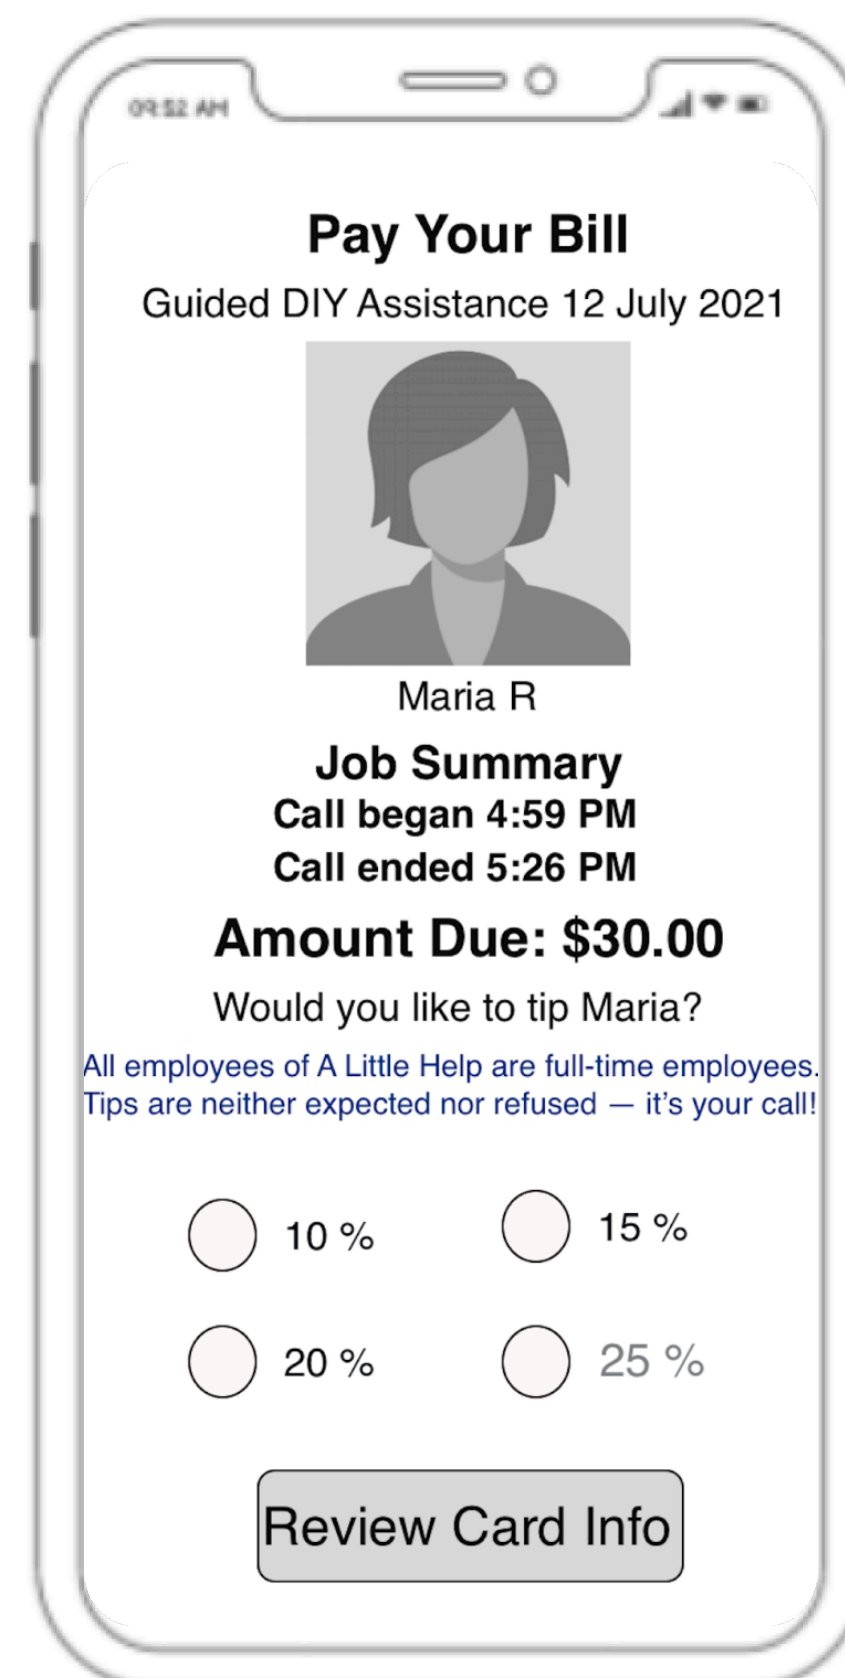 09:52 AM
Pay Your Bill
Guided DIY Assistance 12 July 2021
Maria R
Job Summary
Call began 4:59 PM
Call ended 5:26 PM
Amount Due: $30.00
Would you like to tip Maria?
All employees of A Little Help are full-time employees.
Tips are neither expected nor refused — it’s your call!
10 % 15 %
20 % 25 %
Review Card Info